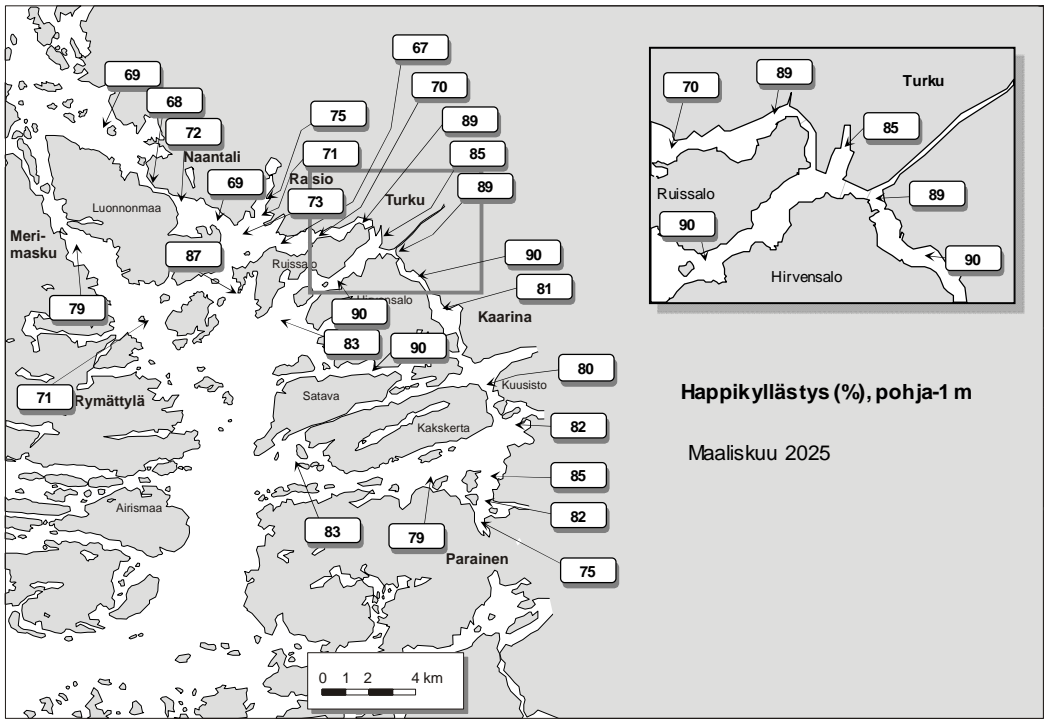 67
69
70
68
75
89
72
Naantali
71
85
69
Raisio
89
73
Turku
Luonnonmaa
Meri-
masku
87
Ruissalo
90
79
Hirvensalo
81
90
Kaarina
83
90
71
Rymättylä
80
Satava
Kuusisto
Kakskerta
82
85
Airismaa
82
83
79
Parainen
75
0 1 2 4 km
89
Turku
70
85
Ruissalo
89
90
Hirvensalo
90
Happikyllästys (%), pohja-1 m
Maaliskuu 2025